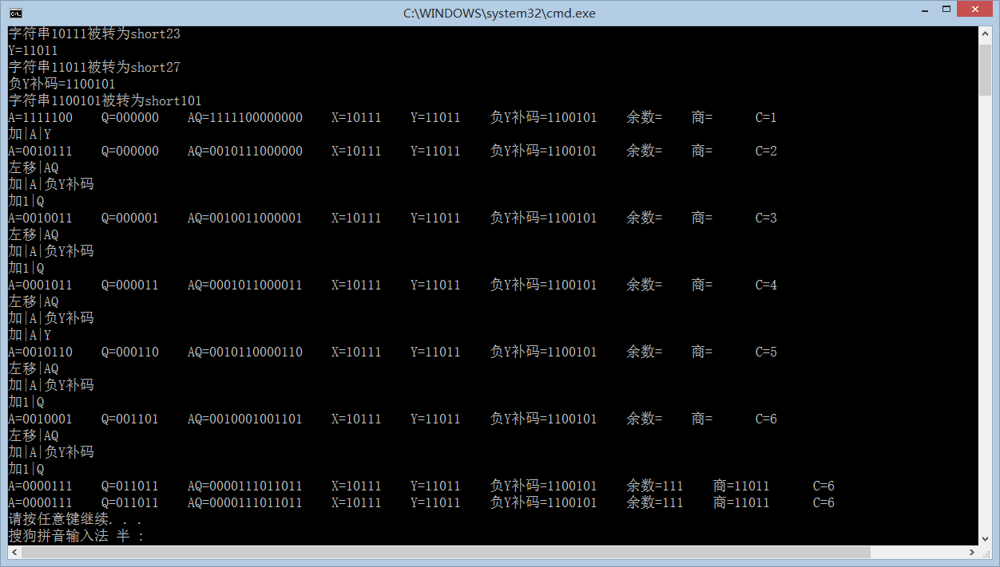 C:\WINDOWS\system32\cmd.exe
字符串10111被转为short23
Y=11011
字符串11011被转为short27
负Y补码=1100101
字符串1100101被转为short101
A=1111100    Q=000000    AQ=1111100000000    X=10111    Y=11011    负Y补码=1100101    余数=    商=      C=1
加|A|Y
A=0010111    Q=000000    AQ=0010111000000    X=10111    Y=11011    负Y补码=1100101    余数=    商=      C=2
左移|AQ
加|A|负Y补码
加1|Q
A=0010011    Q=000001    AQ=0010011000001    X=10111    Y=11011    负Y补码=1100101    余数=    商=      C=3
左移|AQ
加|A|负Y补码
加1|Q
A=0001011    Q=000011    AQ=0001011000011    X=10111    Y=11011    负Y补码=1100101    余数=    商=      C=4
左移|AQ
加|A|负Y补码
加|A|Y
A=0010110    Q=000110    AQ=0010110000110    X=10111    Y=11011    负Y补码=1100101    余数=    商=      C=5
左移|AQ
加|A|负Y补码
加1|Q
A=0010001    Q=001101    AQ=0010001001101    X=10111    Y=11011    负Y补码=1100101    余数=    商=      C=6
左移|AQ
加|A|负Y补码
加1|Q
A=0000111    Q=011011    AQ=0000111011011    X=10111    Y=11011    负Y补码=1100101    余数=111    商=11011      C=6
A=0000111    Q=011011    AQ=0000111011011    X=10111    Y=11011    负Y补码=1100101    余数=111    商=11011      C=6
请按任意键继续. . .
搜狗拼音输入法 半 :